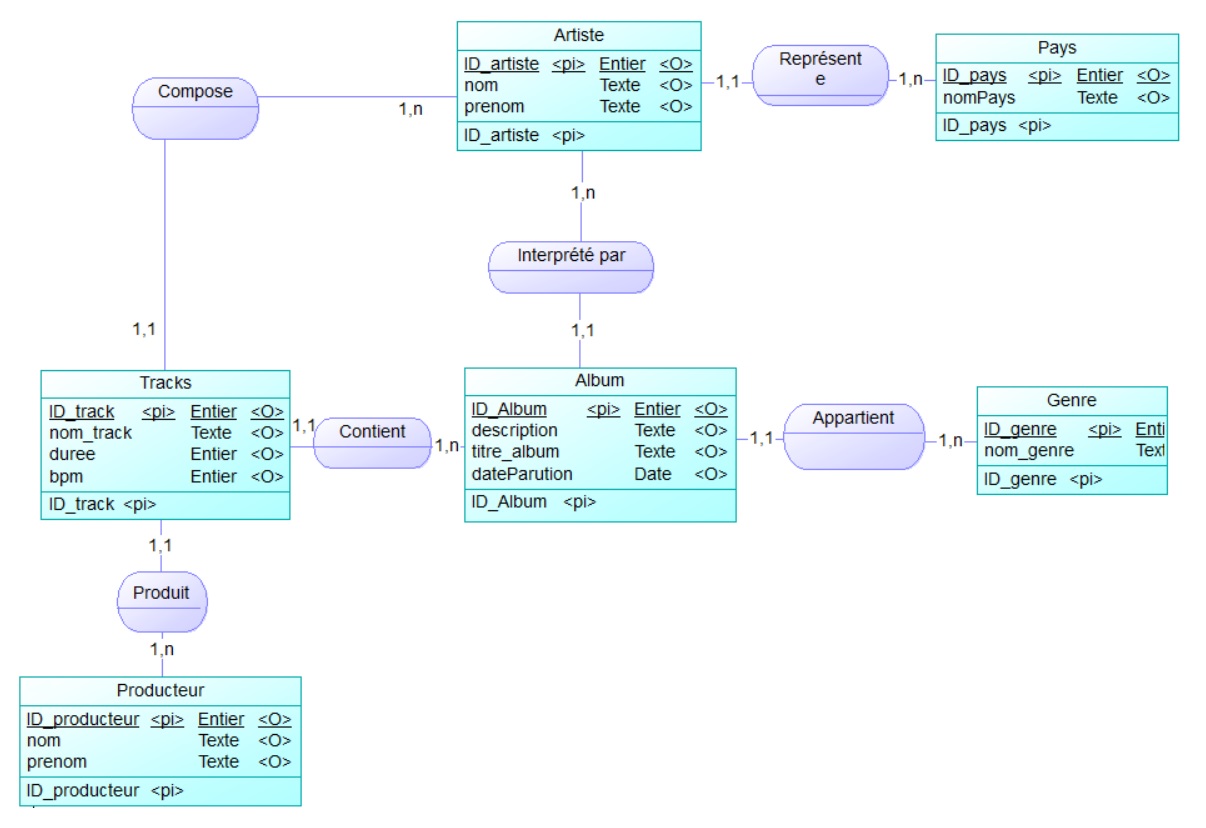 Artiste
ID_artiste <pi> Entier <O>
nom Texte <O>
prenom Texte <O>
ID_artiste <pi>
1,1
Représent
e
1,n
Pays
ID_pays <pi> Entier <O>
nomPays Texte <O>
ID_pays <pi>
Compose
1,n
1,n
Interprété par
1,1
1,1
Tracks
ID_track <pi> Entier <O>
nom_track Texte <O>
duree Entier <O>
bpm Entier <O>
ID_track <pi>
1,1
Contient
1,n
Album
ID_Album <pi> Entier <O>
description Texte <O>
titre_album Texte <O>
dateParution Date <O>
ID_Album <pi>
1,1
Appartient
1,n
Genre
ID_genre <pi> Enti
nom_genre Text
ID_genre <pi>
1,1
Produit
1,n
Producteur
ID_producteur <pi> Entier <O>
nom Texte <O>
prenom Texte <O>
ID_producteur <pi>